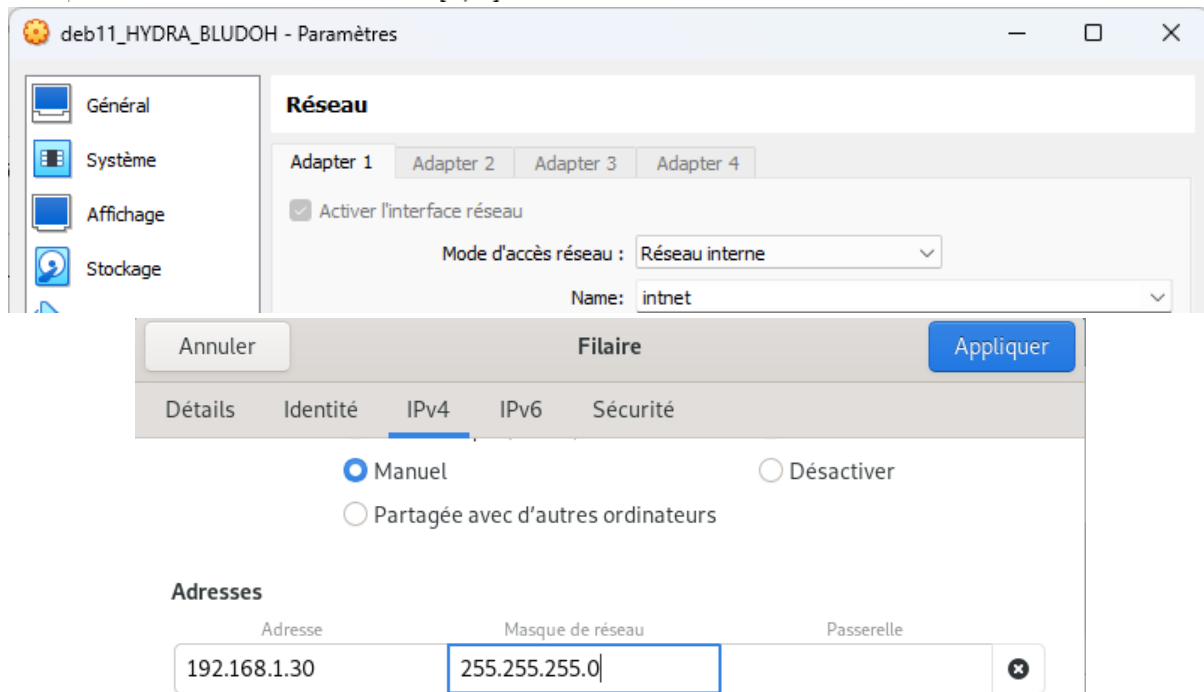 deb11_HYDRA_BLUDOH - Paramètres
Général
Réseau
Système
Adapter 1 Adapter 2 Adapter 3 Adapter 4
Affichage
Activer l'interface réseau
Mode d'accès réseau : Réseau interne
Stockage
Name: intnet
Annuler Filaire Appliquer
Détails Identité IPv4 IPv6 Sécurité
Manuel Désactiver
Partagée avec d'autres ordinateurs
Adresses
Adresse Masque de réseau Passerelle
192.168.1.30 255.255.255.0